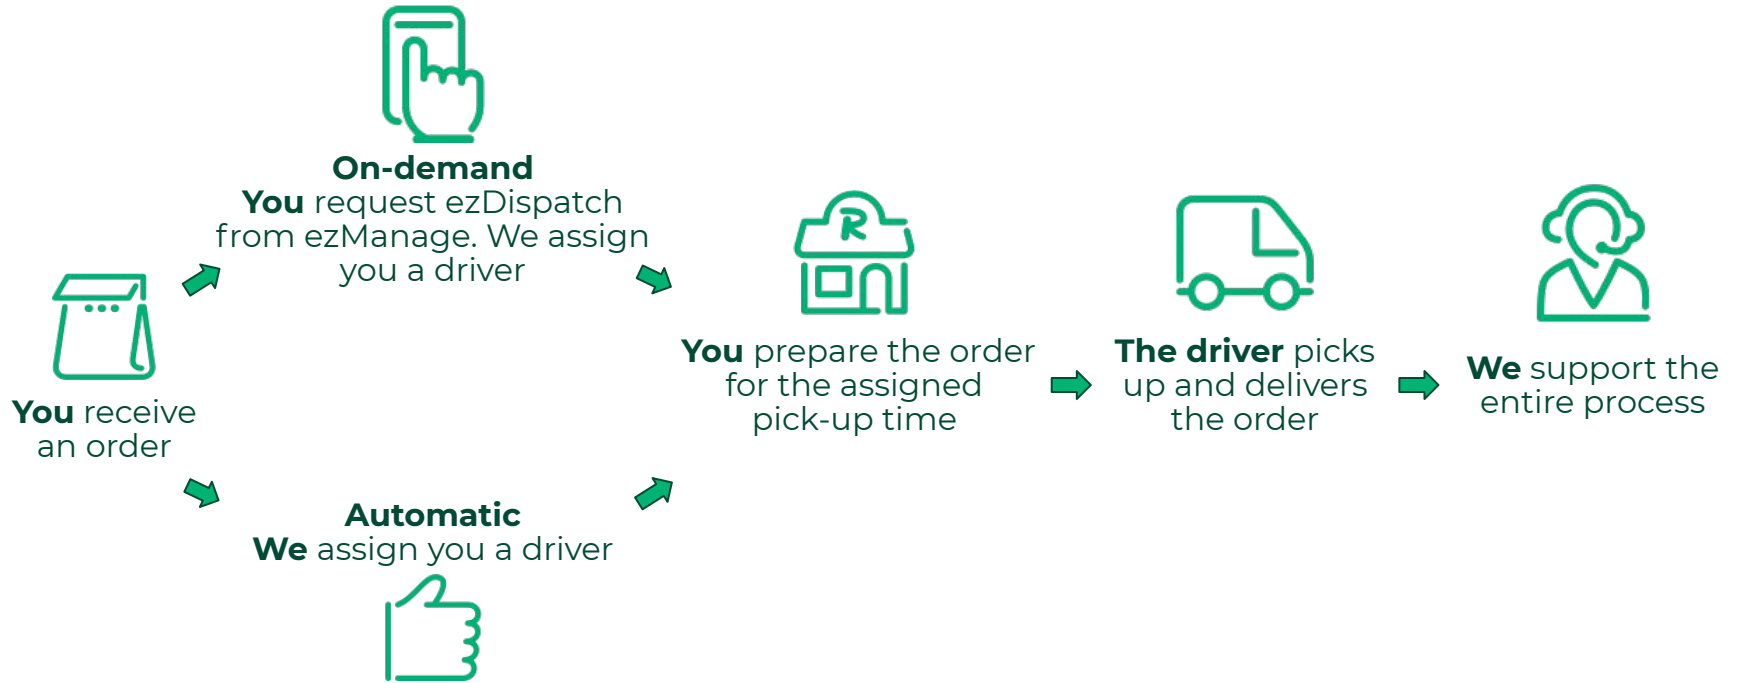 You receive
an order
On-demand
You request ezDispatch
from ezManage. We assign
you a driver
Automatic
We assign you a driver
R
You prepare the order
for the assigned
pick-up time
The driver picks
up and delivers
the order
We support the
entire process